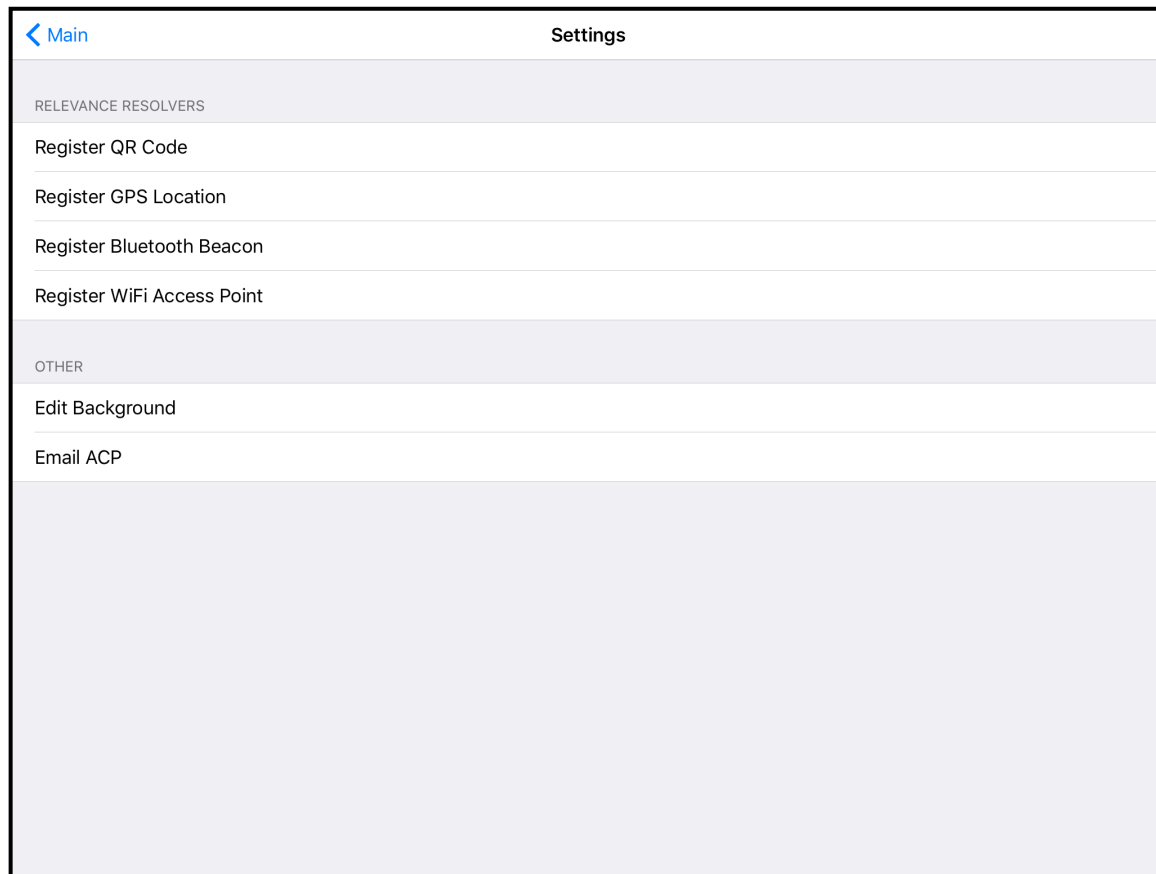 Main
Settings
RELEVANCE RESOLVERS
Register QR Code
Register GPS Location
Register Bluetooth Beacon
Register WiFi Access Point
OTHER
Edit Background
Email ACP